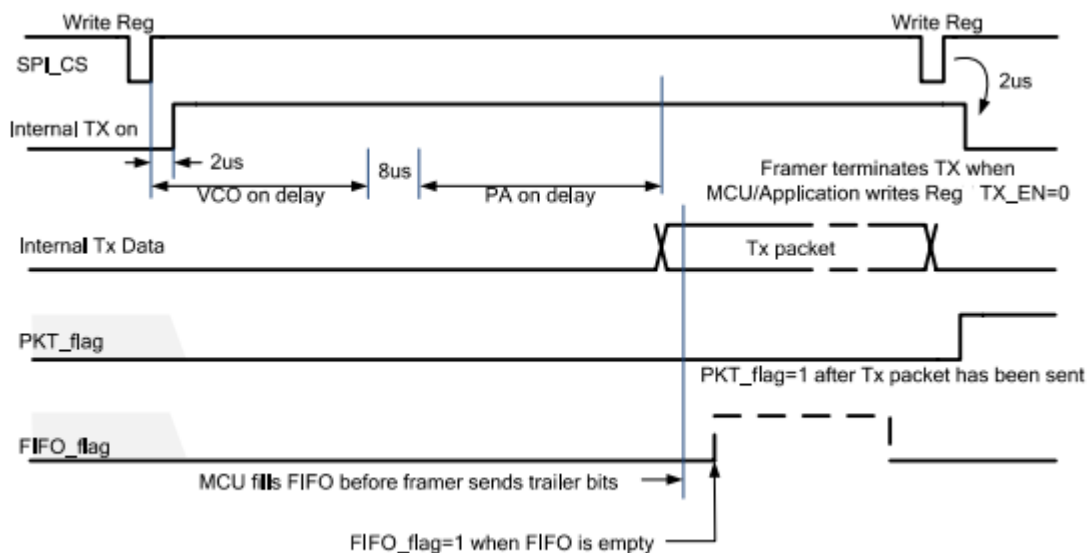 Write Reg
Write Reg
SPI_CS
2us
Internal TX on
2us
8us
VCO on delay
PA on delay
Framer terminates TX when
MCU/Application writes Reg TX_EN=0
Internal Tx Data
Tx packet
PKT_flag
PKT_flag=1 after Tx packet has been sent
FIFO_flag
MCU fills FIFO before framer sends trailer bits
FIFO_flag=1 when FIFO is empty